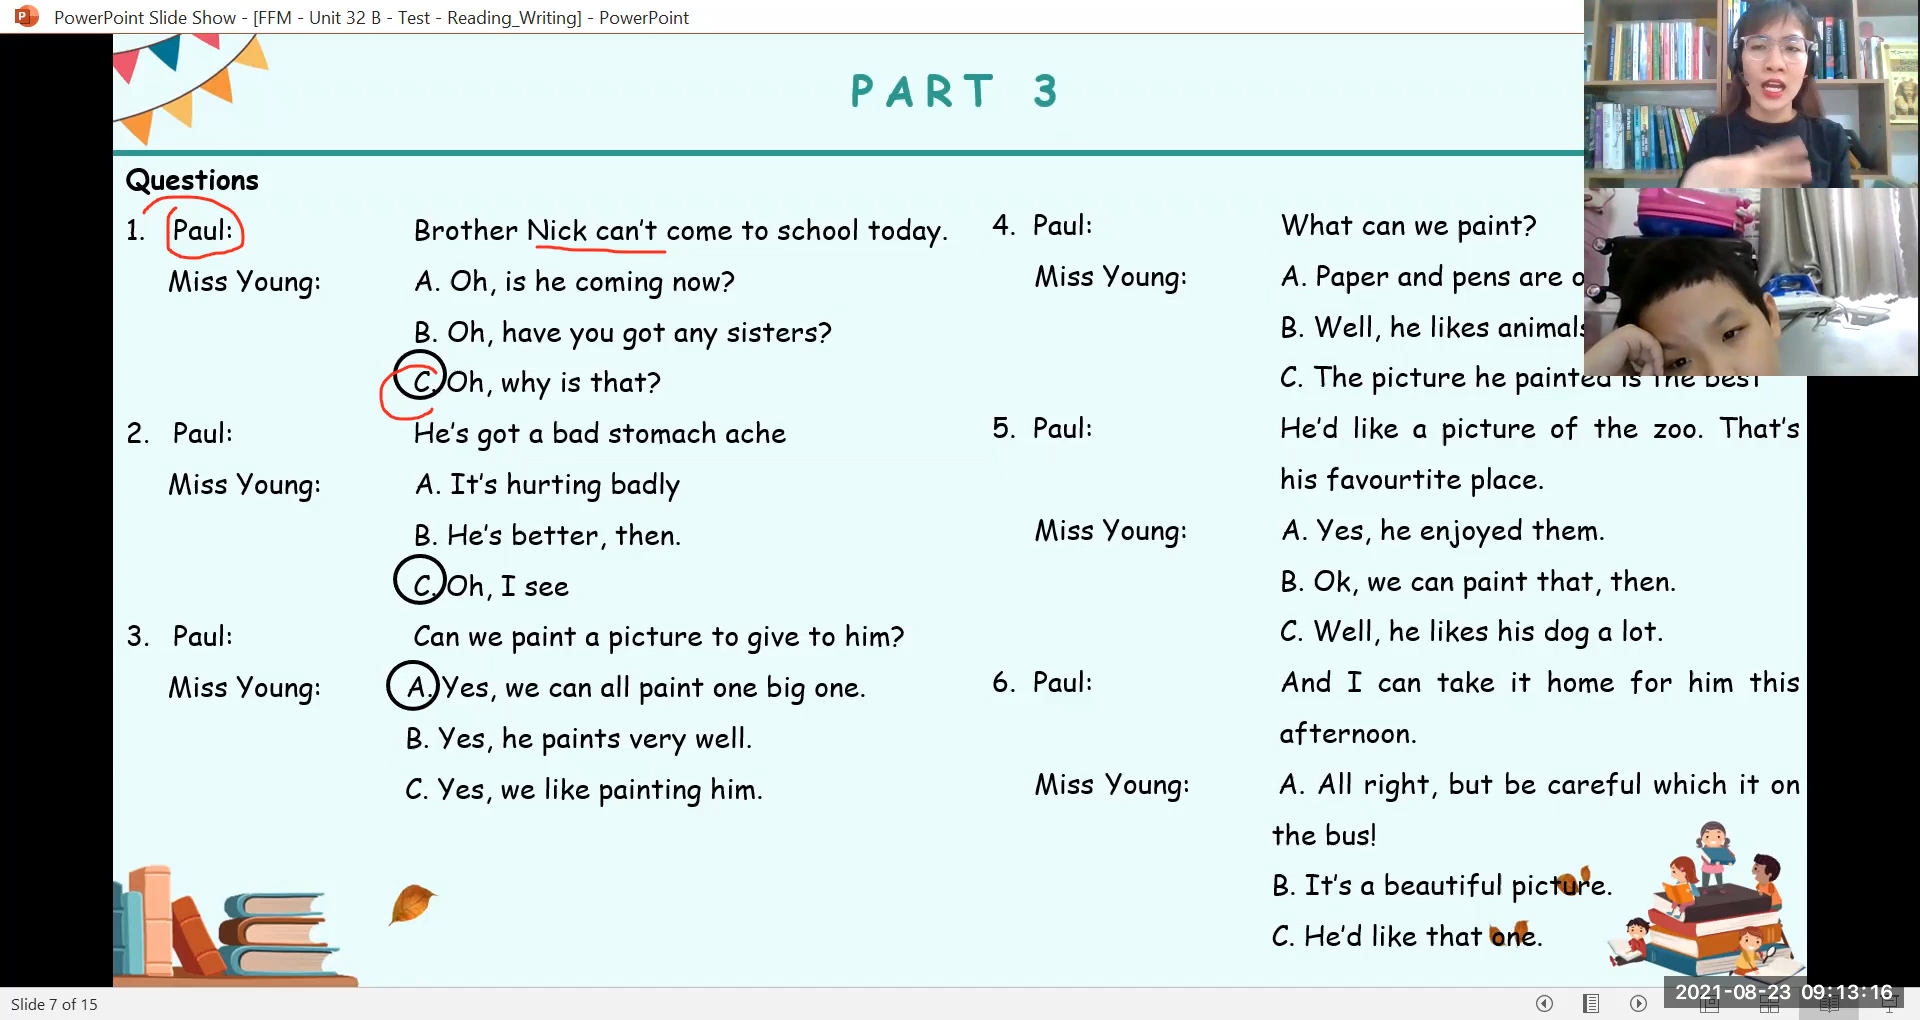 PowerPoint Slide Show - [FFM - Unit 32 B - Test - Reading_Writing] - PowerPoint
PART 3
Questions
1. Paul: Brother Nick can't come to school today.
Miss Young: A. Oh, is he coming now?
B. Oh, have you got any sisters?
C. Oh, why is that?
2. Paul: He's got a bad stomach ache
Miss Young: A. It's hurting badly
B. He's better, then.
C. Oh, I see
3. Paul: Can we paint a picture to give to him?
Miss Young: A. Yes, we can all paint one big one.
B. Yes, he paints very well.
C. Yes, we like painting him.
4. Paul: What can we paint?
Miss Young: A. Paper and pens are
B. Well, he likes animals
C. The picture he painted is the best
5. Paul: He'd like a picture of the zoo. That's
his favourtite place.
Miss Young: A. Yes, he enjoyed them.
B. Ok, we can paint that, then.
C. Well, he likes his dog a lot.
6. Paul: And I can take it home for him this
afternoon.
Miss Young: A. All right, but be careful which it on
the bus!
B. It's a beautiful picture.
C. He'd like that one.
Slide 7 of 15
2021-08-23 09:13:16